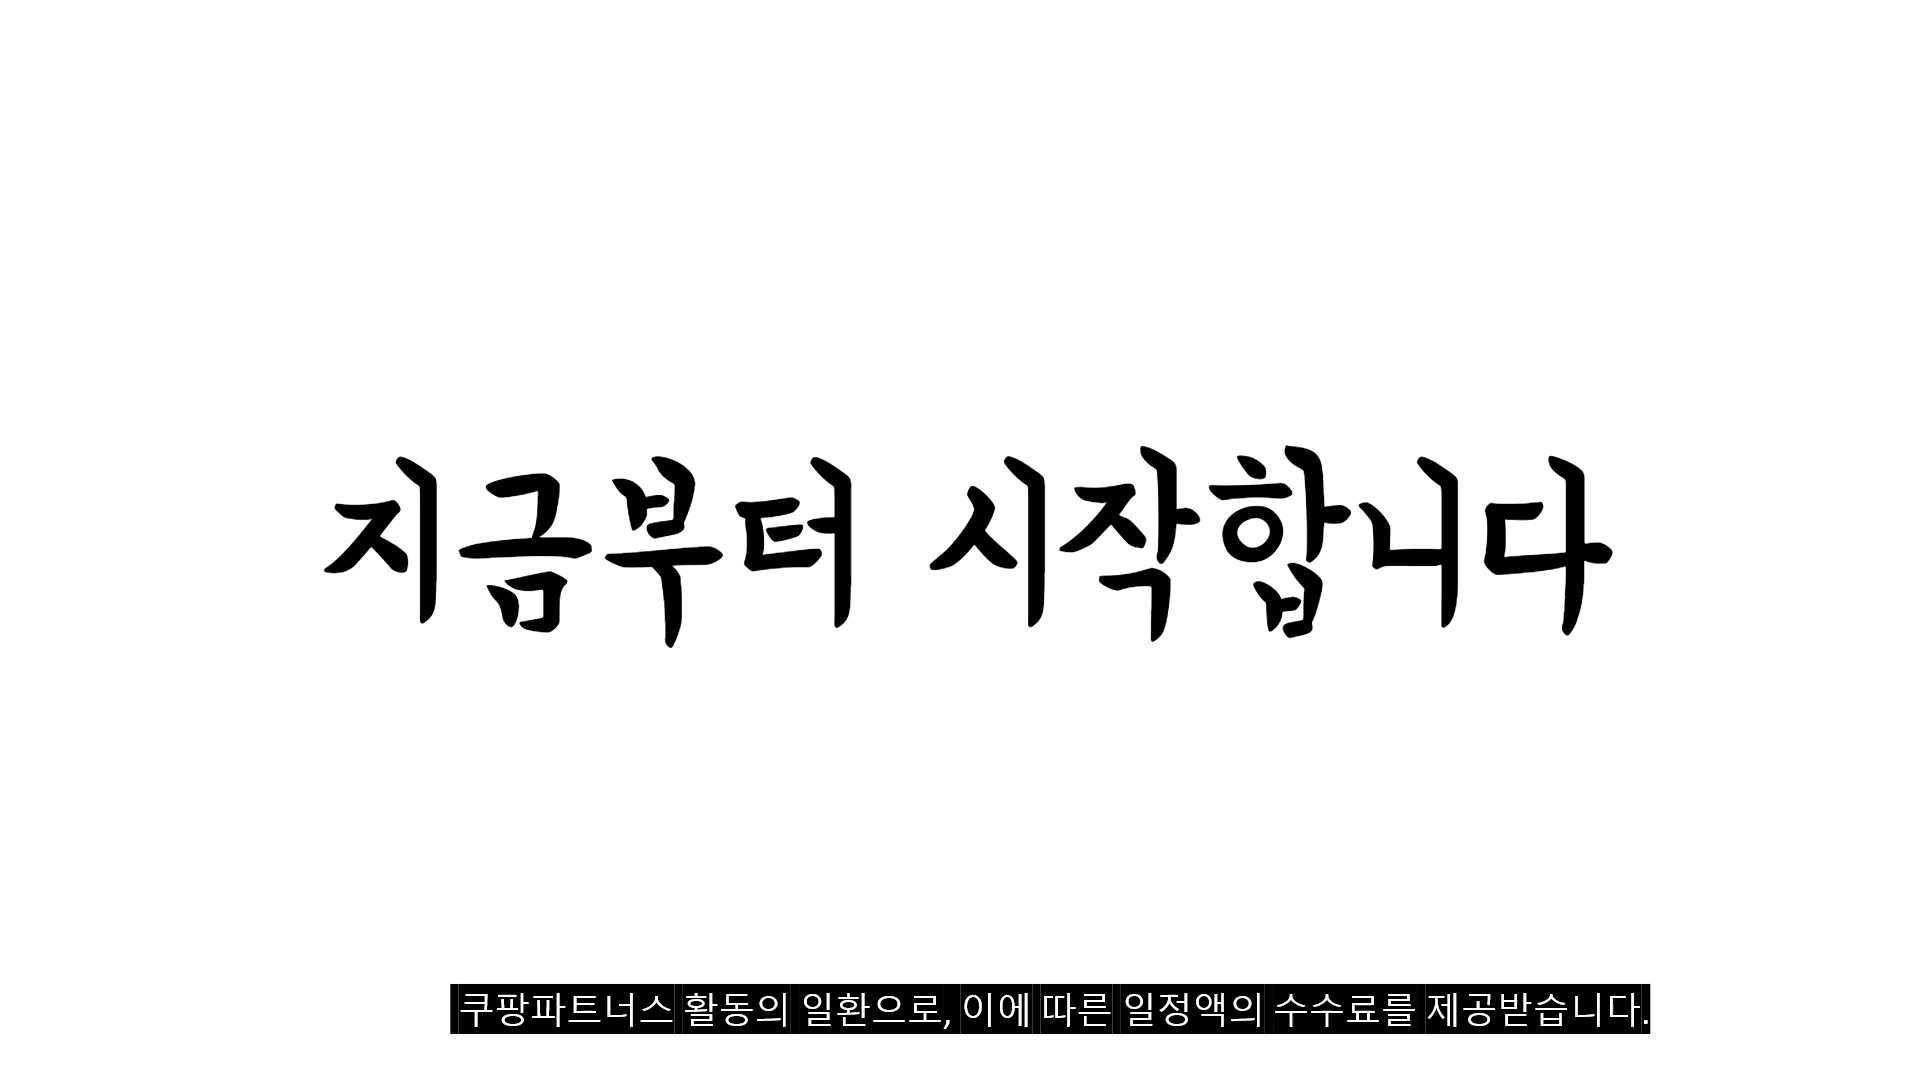 지금부터 시작합니다
쿠팡파트너스 활동의 일환으로, 이에 따른 일정액의 수수료를 제공받습니다.